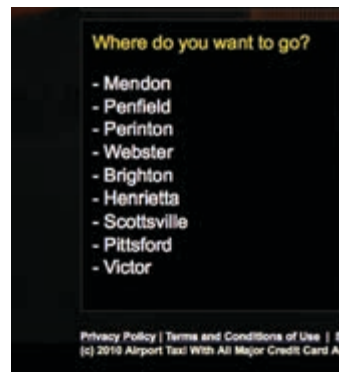 Where do you want to go?
- Mendon
- Penfield
- Perinton
- Webster
- Brighton
- Henrietta
- Scottsville
- Pittsford
- Victor
Privacy Policy | Terms and Conditions of Use |
(c) 2010 Airport Taxi With All Major Credit Card A